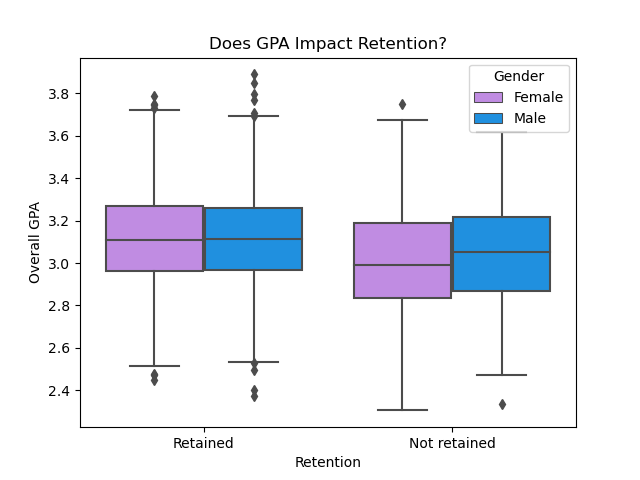 Does GPA Impact Retention?
Gender
Female
Male
Overall GPA
3.8
3.6
3.4
3.2
3.0
2.8
2.6
2.4
Retained
Not retained
Retention